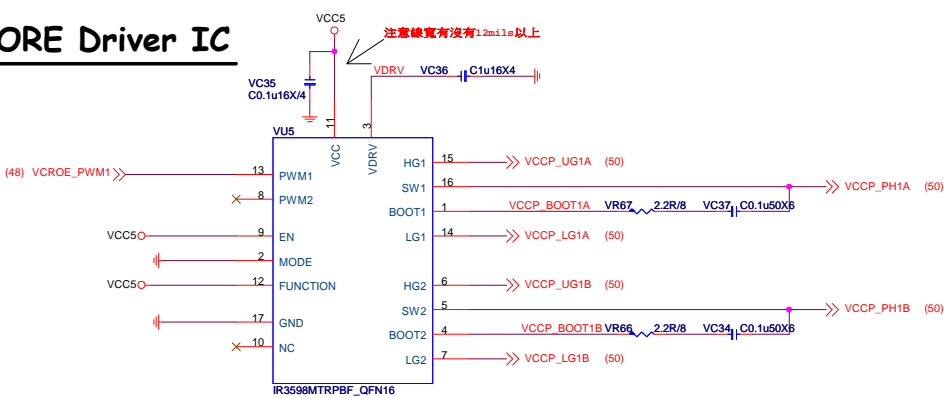 ORE Driver IC
VCC5
注意線寬有沒有12mils以上
VC35
C0.1u16X/4
VDRV
VC36
C1u16X4
11
3
VU5
VCC
VDRV
(48) VCROE_PWM1
13
PWM1
8
PWM2
VCC5
9
EN
2
MODE
VCC5
12
FUNCTION
17
GND
10
NC
HG1
15
VCCP_UG1A (50)
SW1
16
VCCP_PH1A (50)
BOOT1
1
VCCP_BOOT1A
VR67
2.2R/8
VC37
C0.1u50X6
LG1
14
VCCP_LG1A (50)
HG2
6
VCCP_UG1B (50)
SW2
5
VCCP_PH1B (50)
BOOT2
4
VCCP_BOOT1B
VR66
2.2R/8
VC34
C0.1u50X6
LG2
7
VCCP_LG1B (50)
IR3598MTRPBF_QFN16